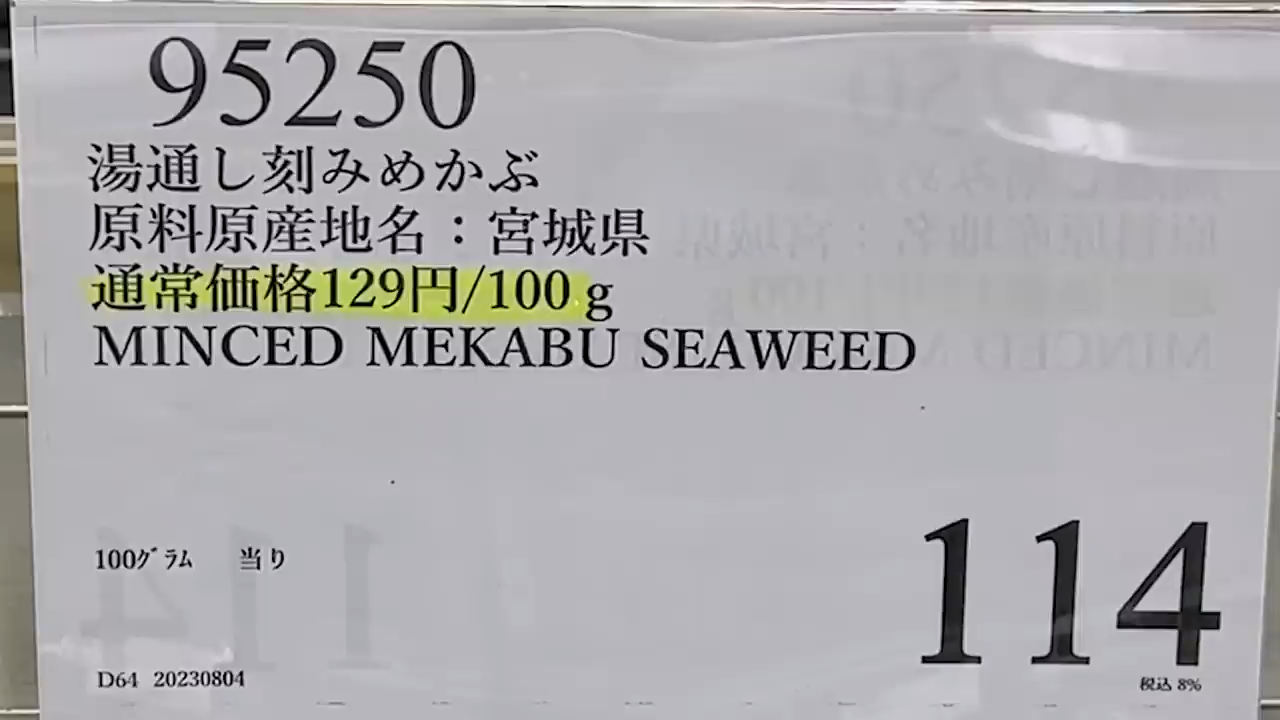 95250
湯通し刻みめかぶ
原料原産地名：宮城県
通常価格129円/100g
MINCED MEKABU SEAWEED
100ｸﾞﾗﾑ 当り
114
税込 8%
D64 20230804